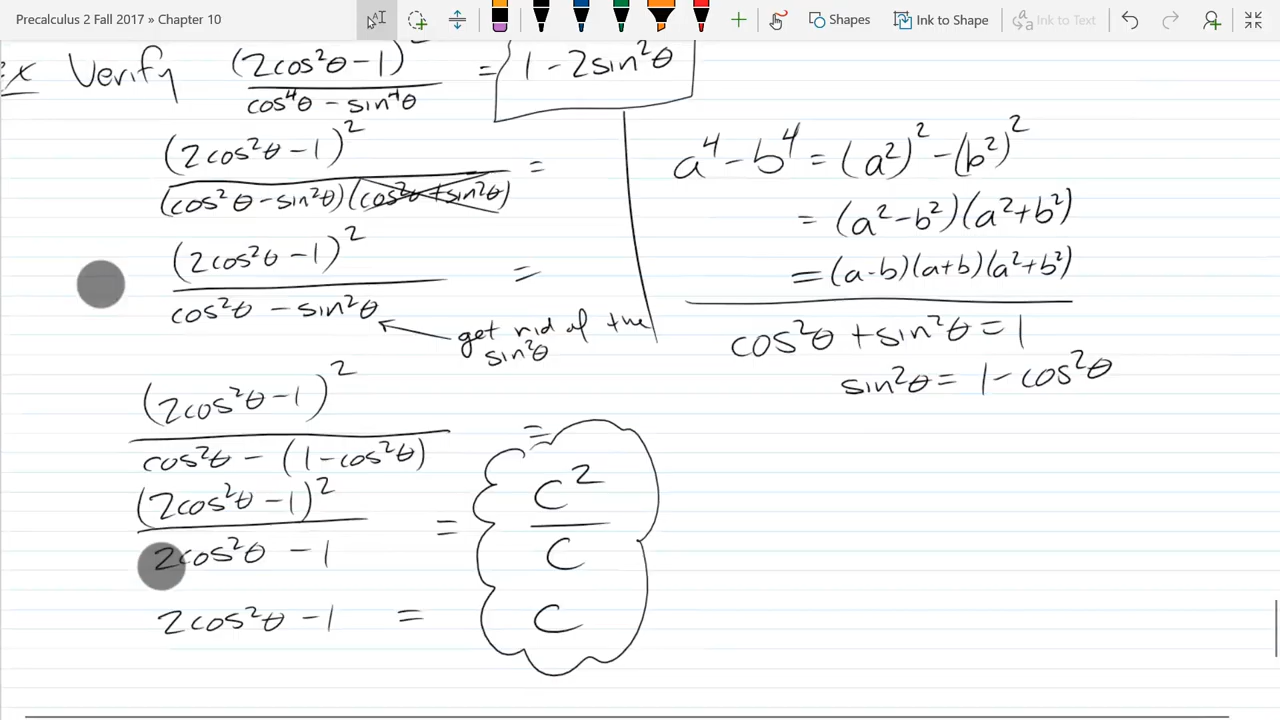 Precalculus 2 Fall 2017 » Chapter 10
Shapes
Ink to Shape
Ink to Text
Ex Verify (2cos²θ-1)² / cos⁴θ - sin⁴θ = 1-2sin²θ
(2cos²θ-1)² / (cos²θ-sin²θ)(cos²θ+sin²θ) =
(2cos²θ-1)² / cos²θ - sin²θ =
get rid of the
sin²θ
(2cos²θ-1)² / cos²θ - (1-cos²θ) =
(2cos²θ-1)² / 2cos²θ - 1 = C² / C
2cos²θ - 1 = C
a⁴-b⁴ = (a²)² - (b²)²
= (a²-b²)(a²+b²)
= (a-b)(a+b)(a²+b²)
cos²θ + sin²θ = 1
sin²θ = 1 - cos²θ